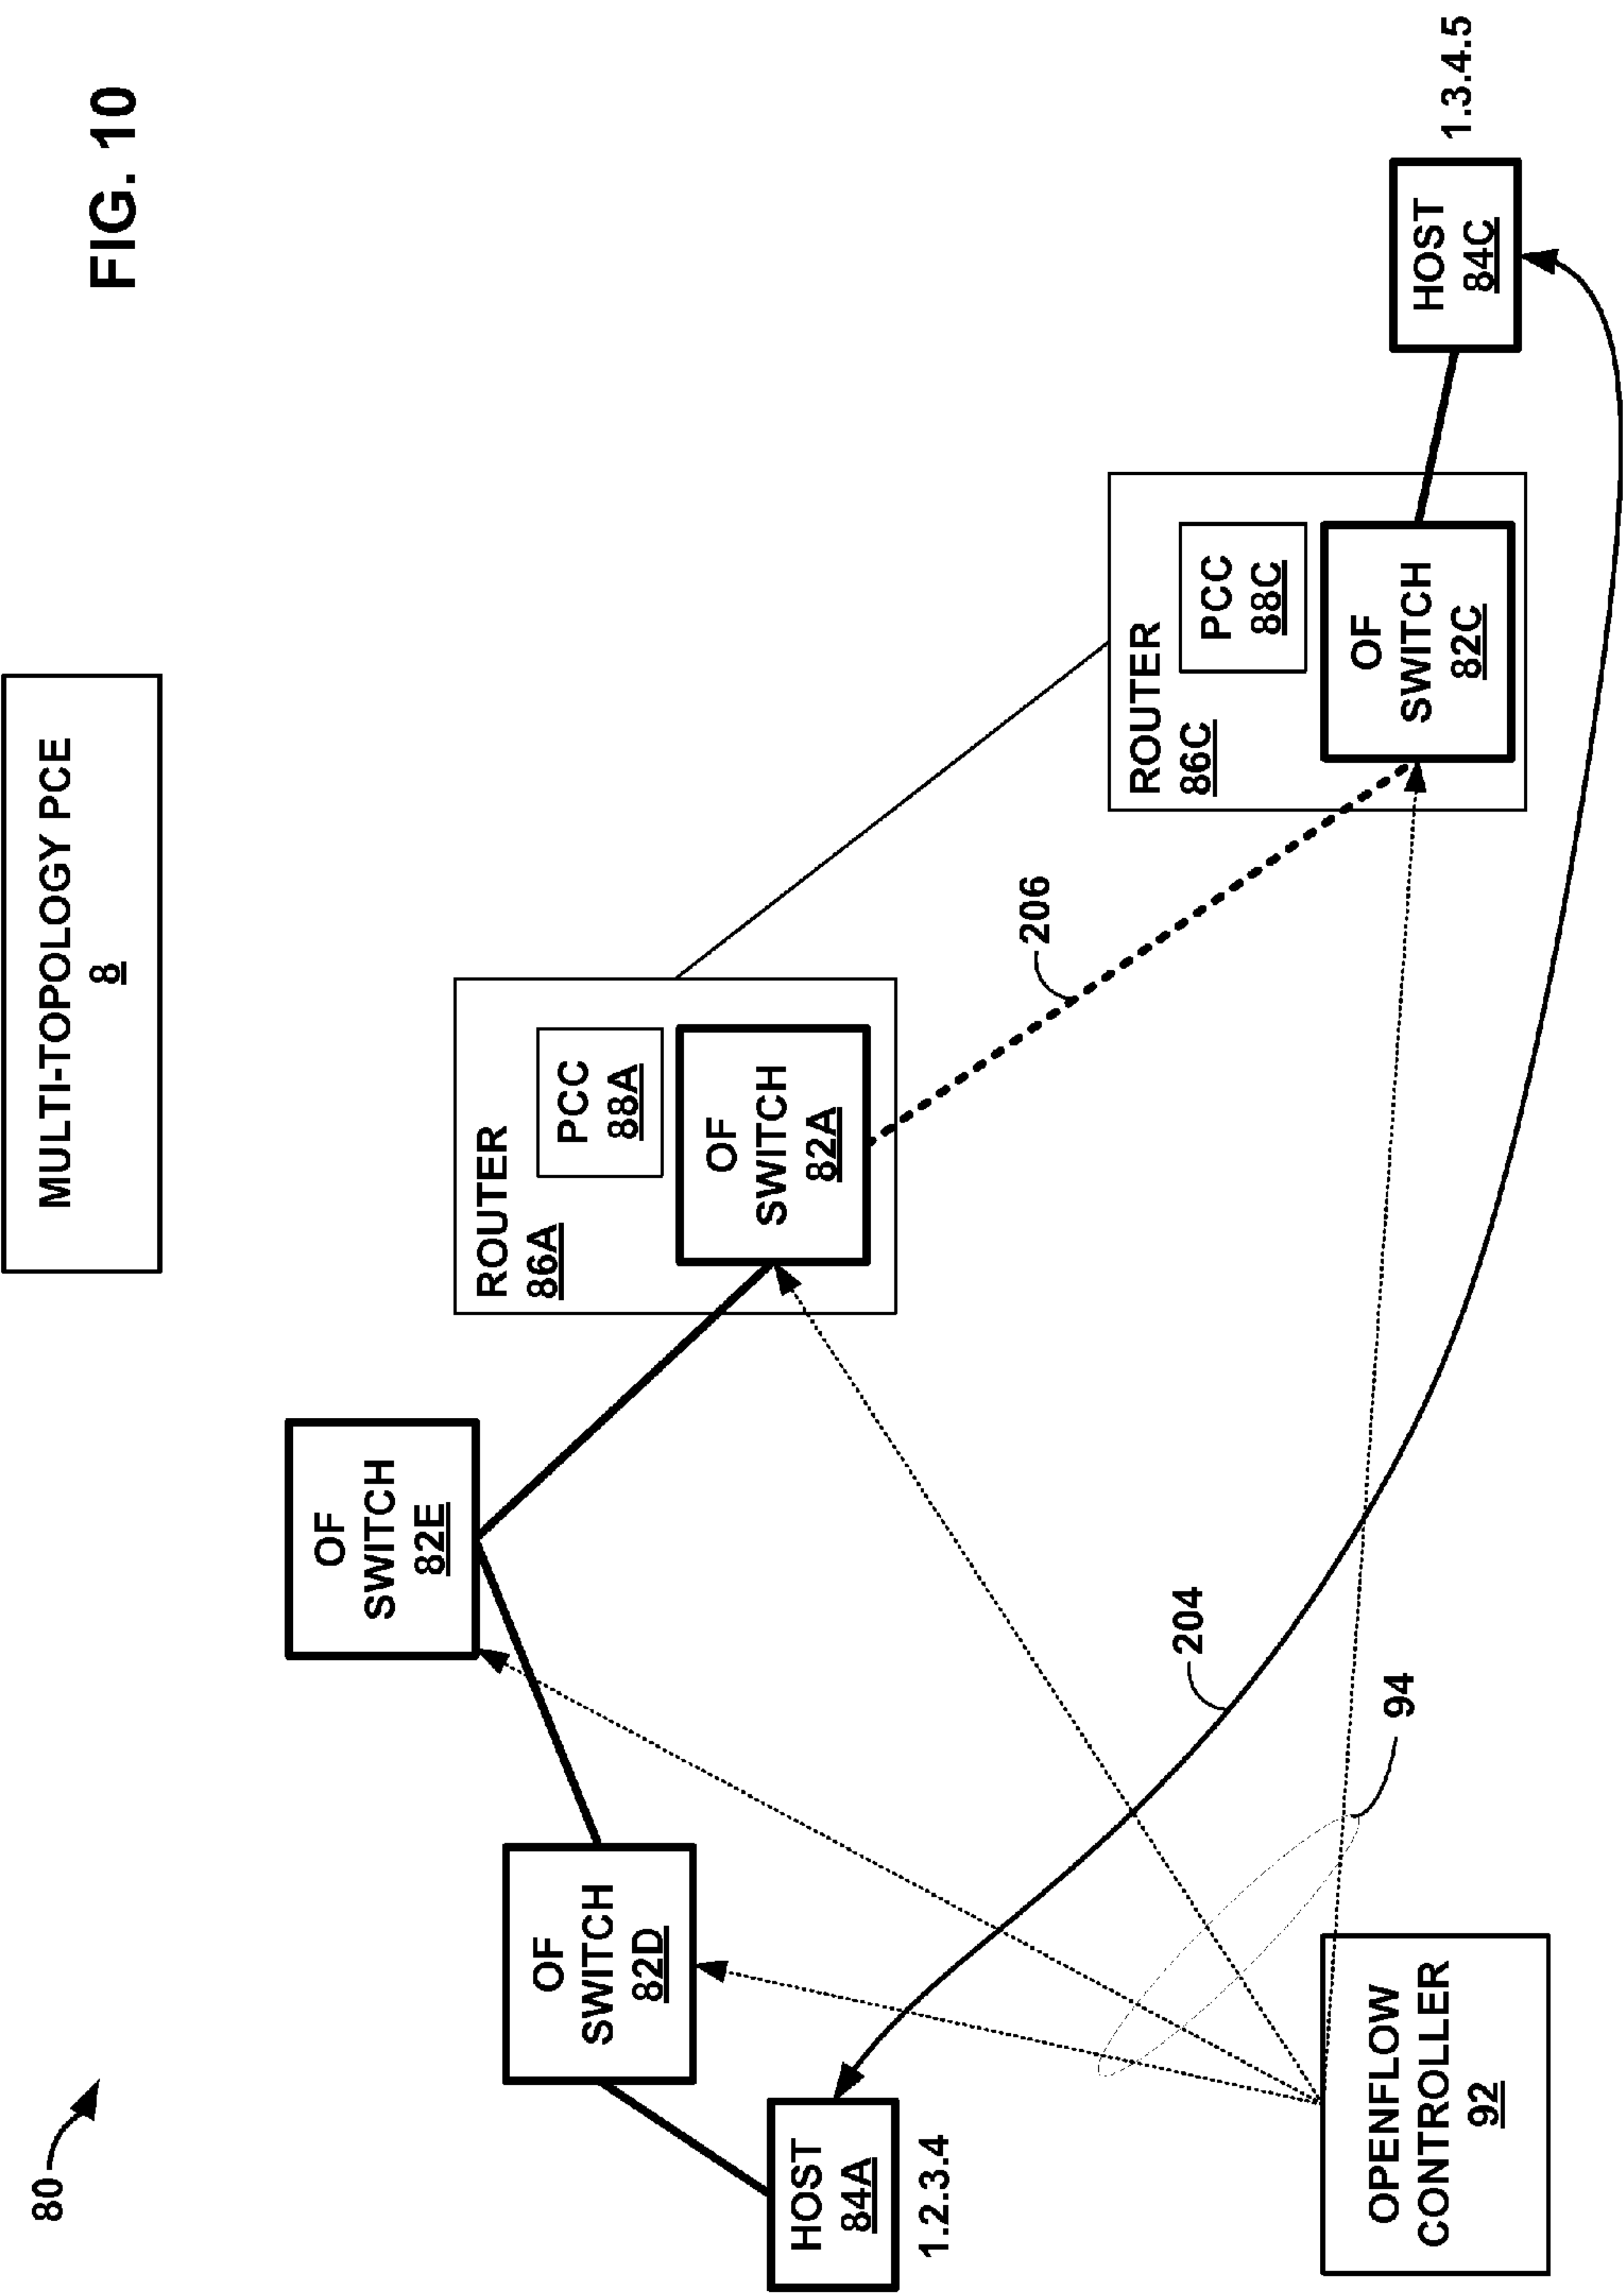 80
FIG. 10
MULTI-TOPOLOGY PCE
8
OF
SWITCH
82E
ROUTER
86A
PCC
88A
OF
SWITCH
82A
OF
SWITCH
82D
HOST
84A
1.2.3.4
206
ROUTER
86C
PCC
88C
OF
SWITCH
82C
HOST
84C
1.3.4.5
204
94
OPENFLOW
CONTROLLER
92